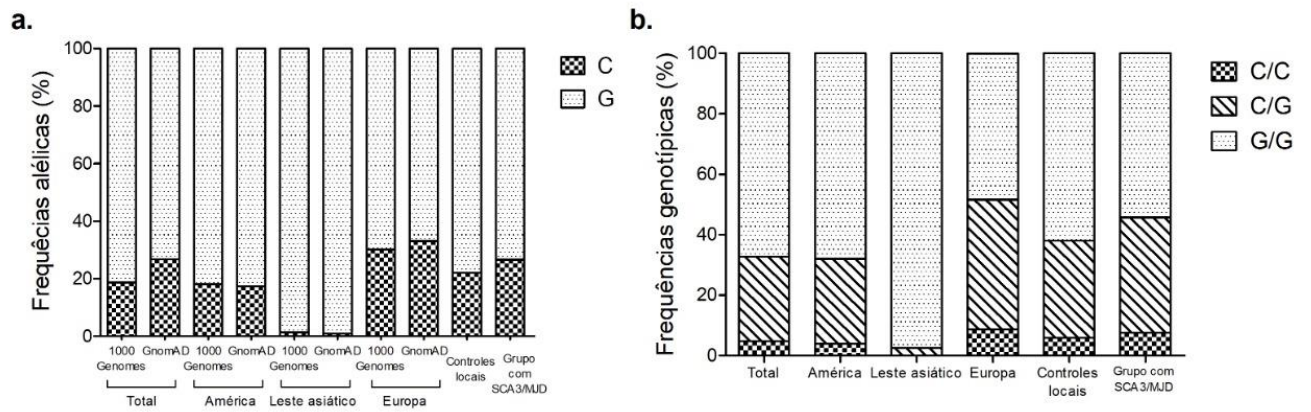 a.
Frequêcias alélicas (%)
100
80
60
40
20
0
C
G
1000
Genomes
GnomAD
1000
Genomes
GnomAD
1000
Genomes
GnomAD
1000
Genomes
GnomAD
Controles
locais
Grupo
com
SCA3/MJD
Total
América
Leste asiático
Europa
b.
Frequências genotípicas (%)
100
80
60
40
20
0
C/C
C/G
G/G
Total
América
Leste asiático
Europa
Controles
locais
Grupo com
SCA3/MJD